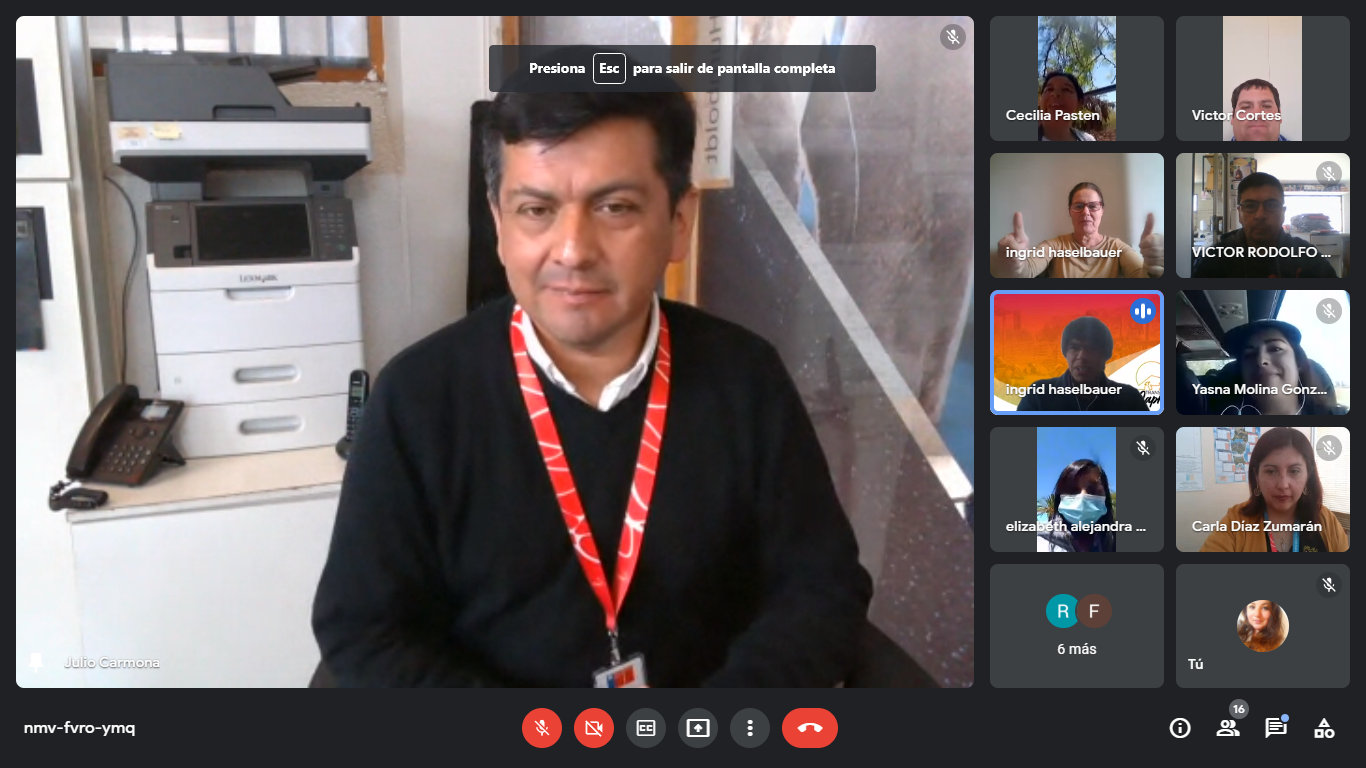 Presiona Esc para salir de pantalla completa
LEXMARK
Julio Carmona
Cecilia Pasten
Victor Cortes
ingrid haselbauer
VICTOR RODOLFO ...
ingrid haselbauer
Yasna Molina Gonz...
elizabeth alejandra ...
Carla Díaz Zumarán
R F
6 más
Tú
nmv-fvro-ymq
CC
16